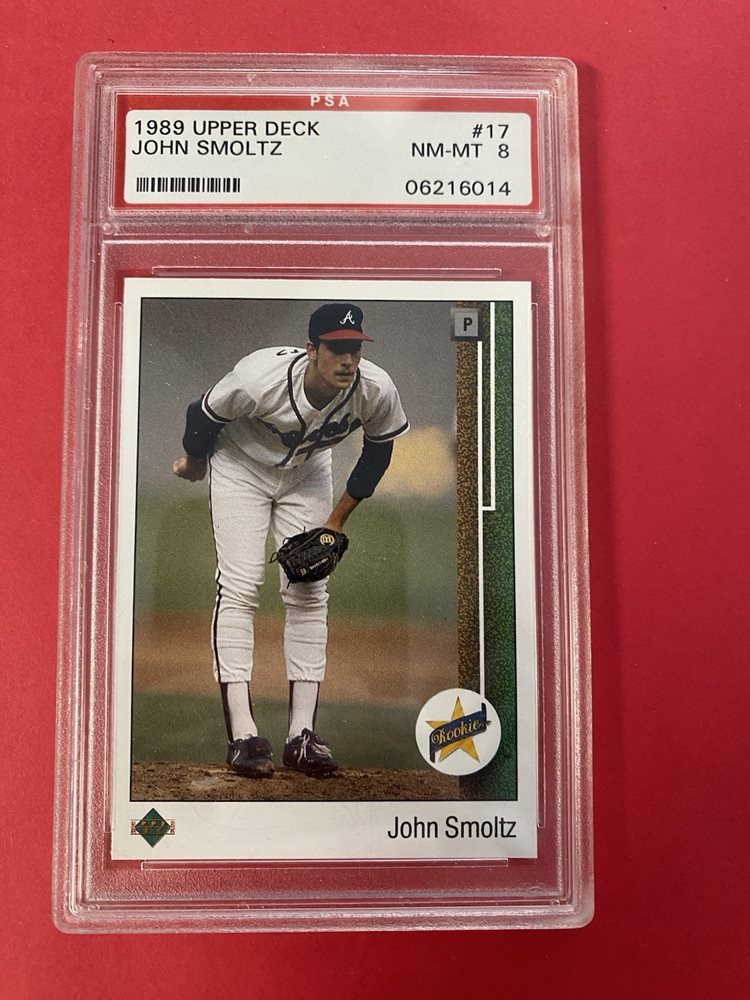 PSA
1989 UPPER DECK #17
JOHN SMOLTZ NM-MT 8
06216014
A
P
Rookie
John Smoltz